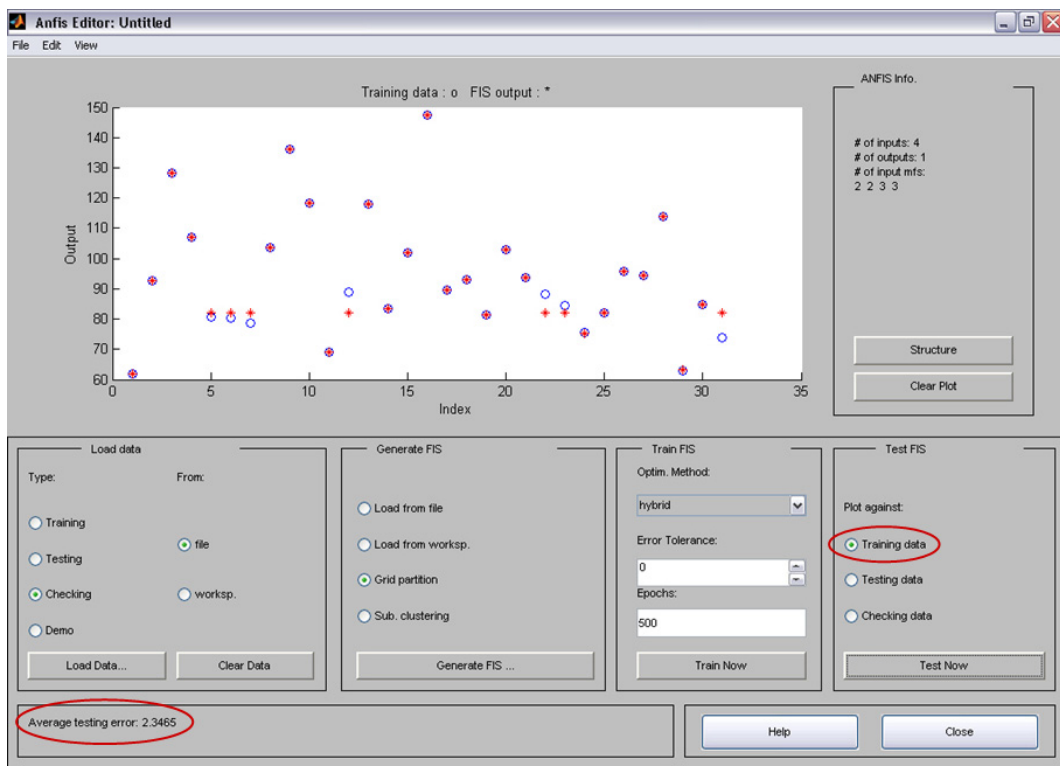 Anfis Editor: Untitled
File Edit View
Training data : o FIS output : *
150
140
130
120
110
100
90
80
70
60
Output
0 5 10 15 20 25 30 35
Index
ANFIS Info.
# of inputs: 4
# of outputs: 1
# of input mfs:
2 2 3 3
Structure
Clear Plot
Load data
Type:
From:
Training
Testing
Checking
Demo
file
worksp.
Load Data...
Clear Data
Generate FIS
Load from file
Load from worksp.
Grid partition
Sub. clustering
Generate FIS ...
Train FIS
Optim. Method:
hybrid
Error Tolerance:
0
Epochs:
500
Train Now
Test FIS
Plot against:
Training data
Testing data
Checking data
Test Now
Average testing error: 2.3465
Help
Close